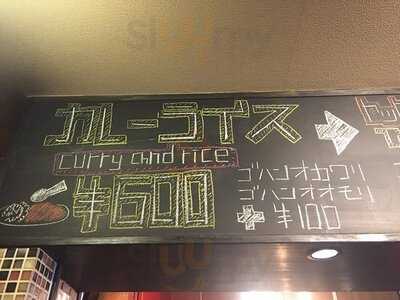 カレーライス
curry and rice
¥600
ゴハンオカワリ
ゴハンオオモリ
+¥100